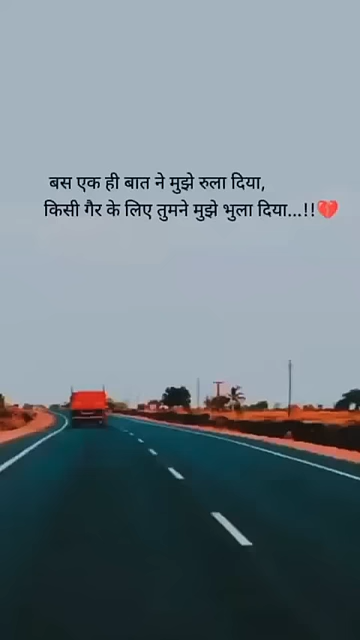 बस एक ही बात ने मुझे रुला दिया,
किसी गैर के लिए तुमने मुझे भुला दिया...!!💔